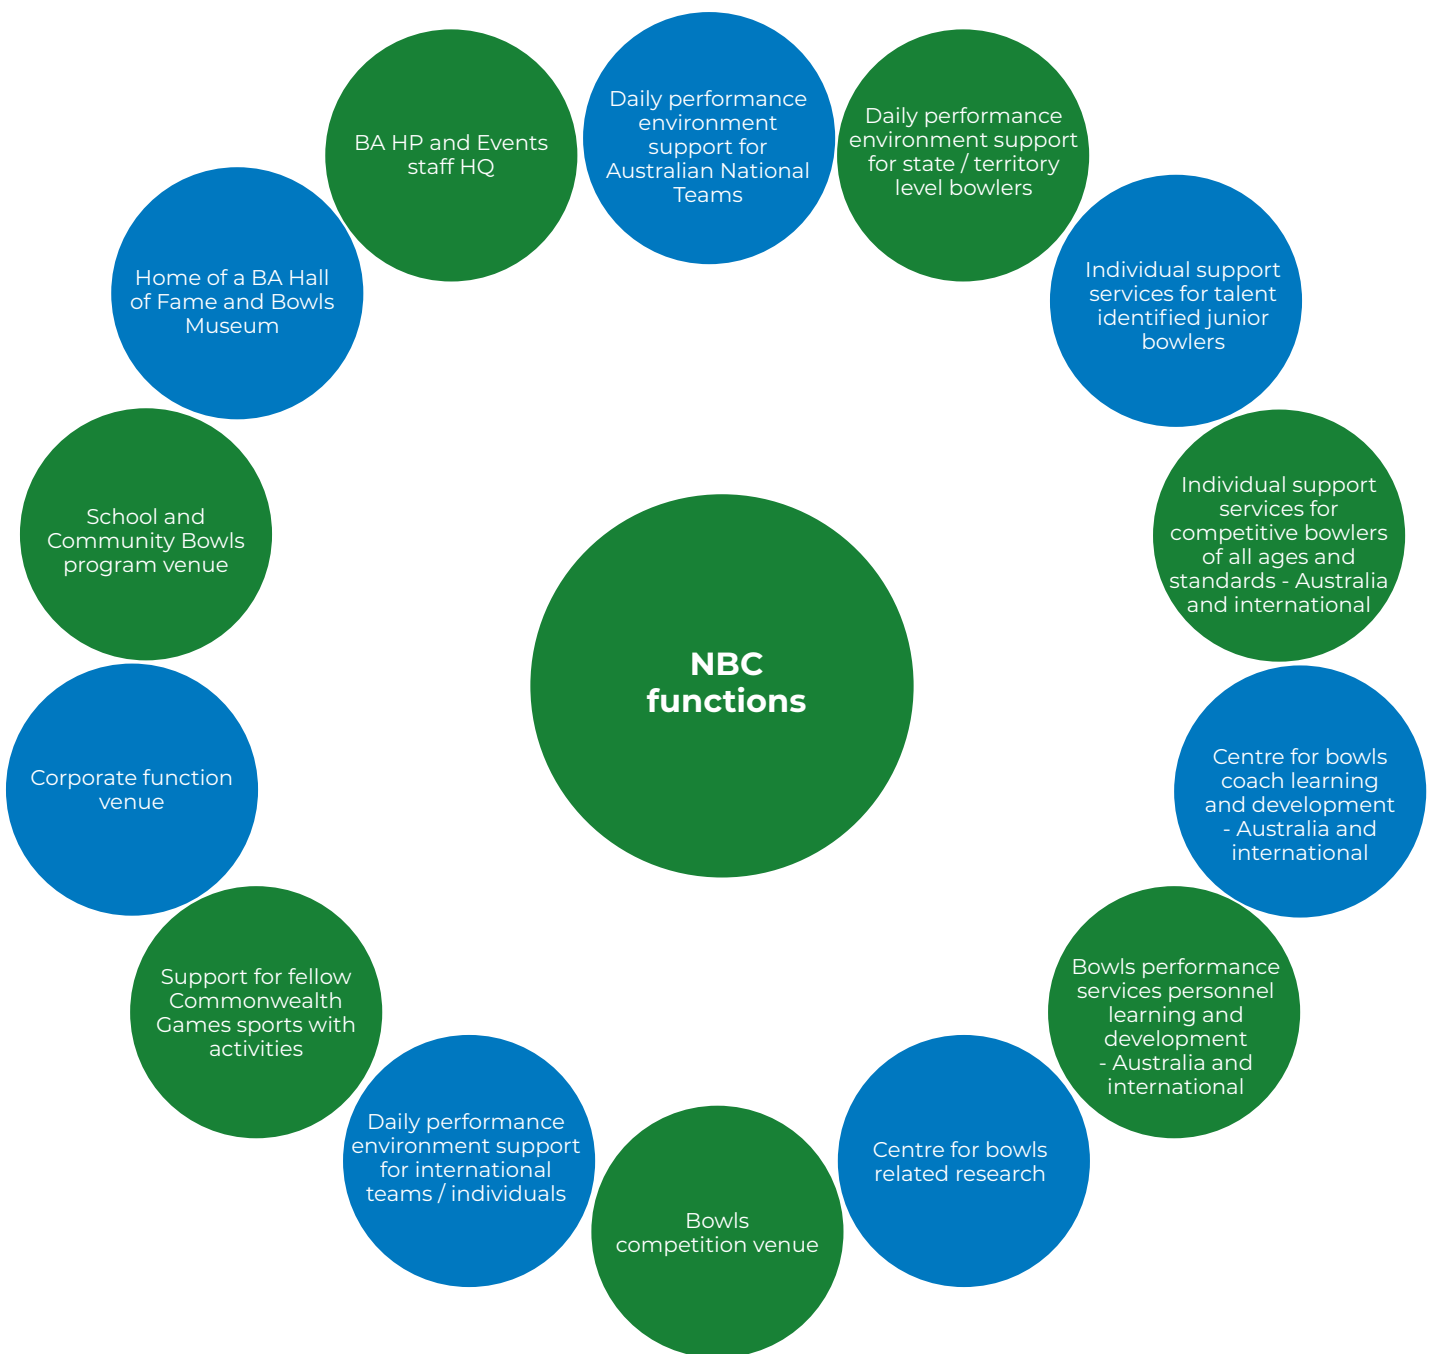 Daily performance
environment
support for
Australian National
Teams
Daily performance
environment support
for state / territory
level bowlers
Individual support
services for talent
identified junior
bowlers
Individual support
services for
competitive bowlers
of all ages and
standards - Australia
and international
Centre for bowls
coach learning
and development
- Australia and
international
Bowls performance
services personnel
learning and
development
- Australia and
international
Centre for bowls
related research
Bowls
competition venue
Daily performance
environment support
for international
teams / individuals
Support for fellow
Commonwealth
Games sports with
activities
Corporate function
venue
School and
Community Bowls
program venue
Home of a BA Hall
of Fame and Bowls
Museum
BA HP and Events
staff HQ
NBC
functions